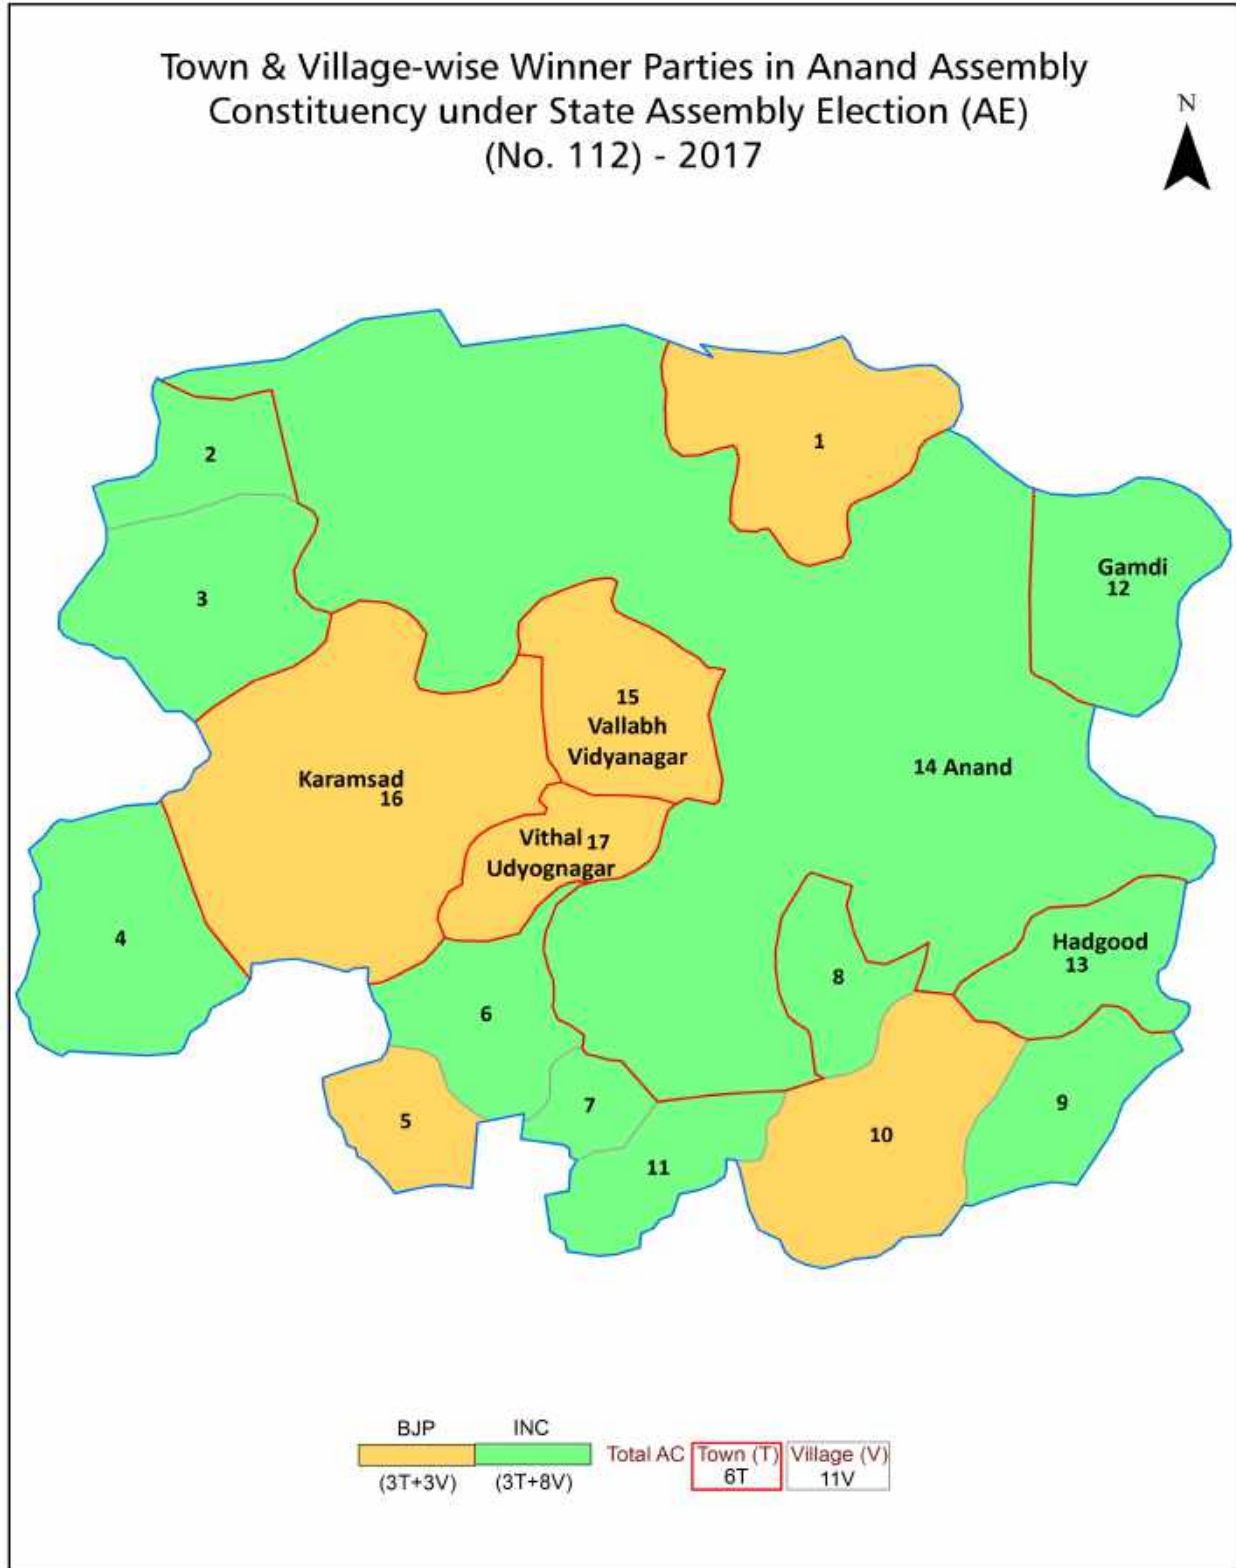 Town & Village-wise Winner Parties in Anand Assembly
Constituency under State Assembly Election (AE)
(No. 112) - 2017
N
1
2
Gamdi
12
3
15
Vallabh
Vidyanagar
14 Anand
Karamsad
16
Vithal 17
Udyognagar
4
Hadgood
13
8
6
9
7
5
10
11
BJP INC
Total AC Town (T) Village (V)
6T 11V
(3T+3V) (3T+8V)